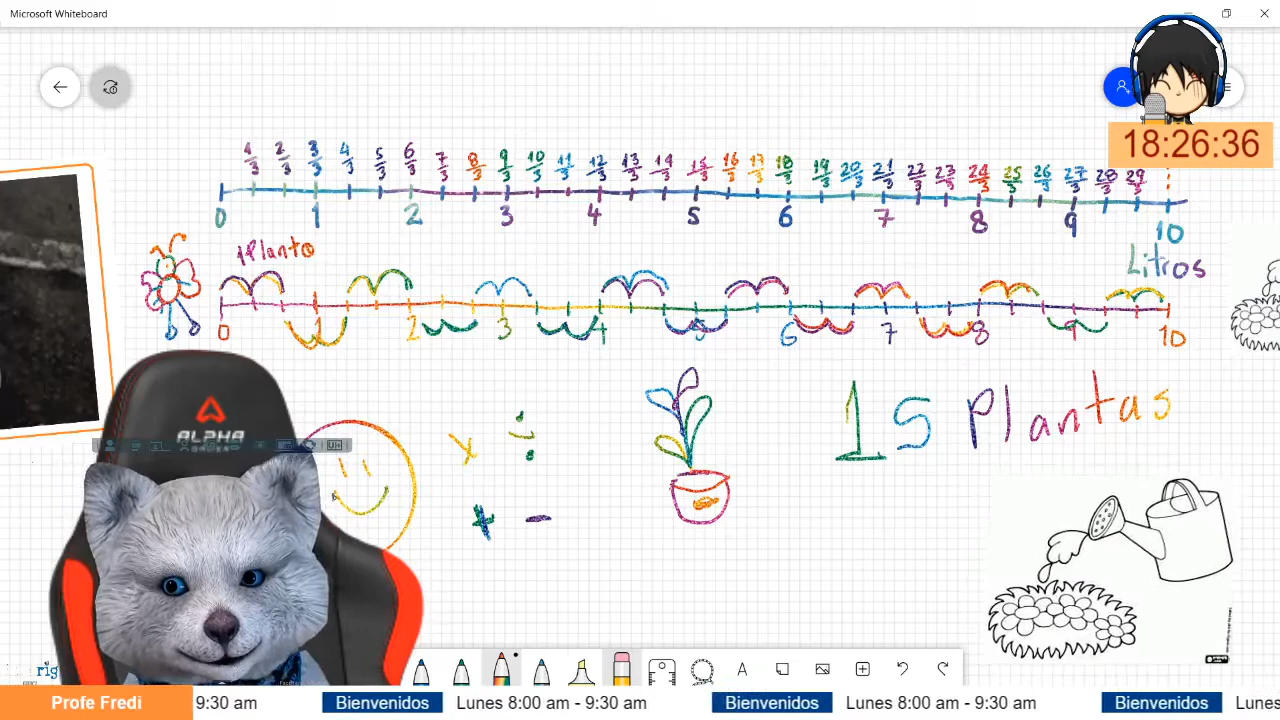 Microsoft Whiteboard
18:26:36
1/3 2/3 3/3 4/3 5/3 6/3 7/3 8/3 9/3 10/3 11/3 12/3 13/3 14/3 15/3 16/3 17/3 18/3 19/3 20/3 21/3 22/3 23/3 24/3 25/3 26/3 27/3 28/3 29/3
0 1 2 3 4 5 6 7 8 9 10
1 Planta
Litros
0 1 2 3 4 5 6 7 8 9 10
15 Plantas
x ÷
+ -
ALPHA
Profe Fredi 9:30 am Bienvenidos Lunes 8:00 am - 9:30 am Bienvenidos Lunes 8:00 am - 9:30 am Bienvenidos Lunes